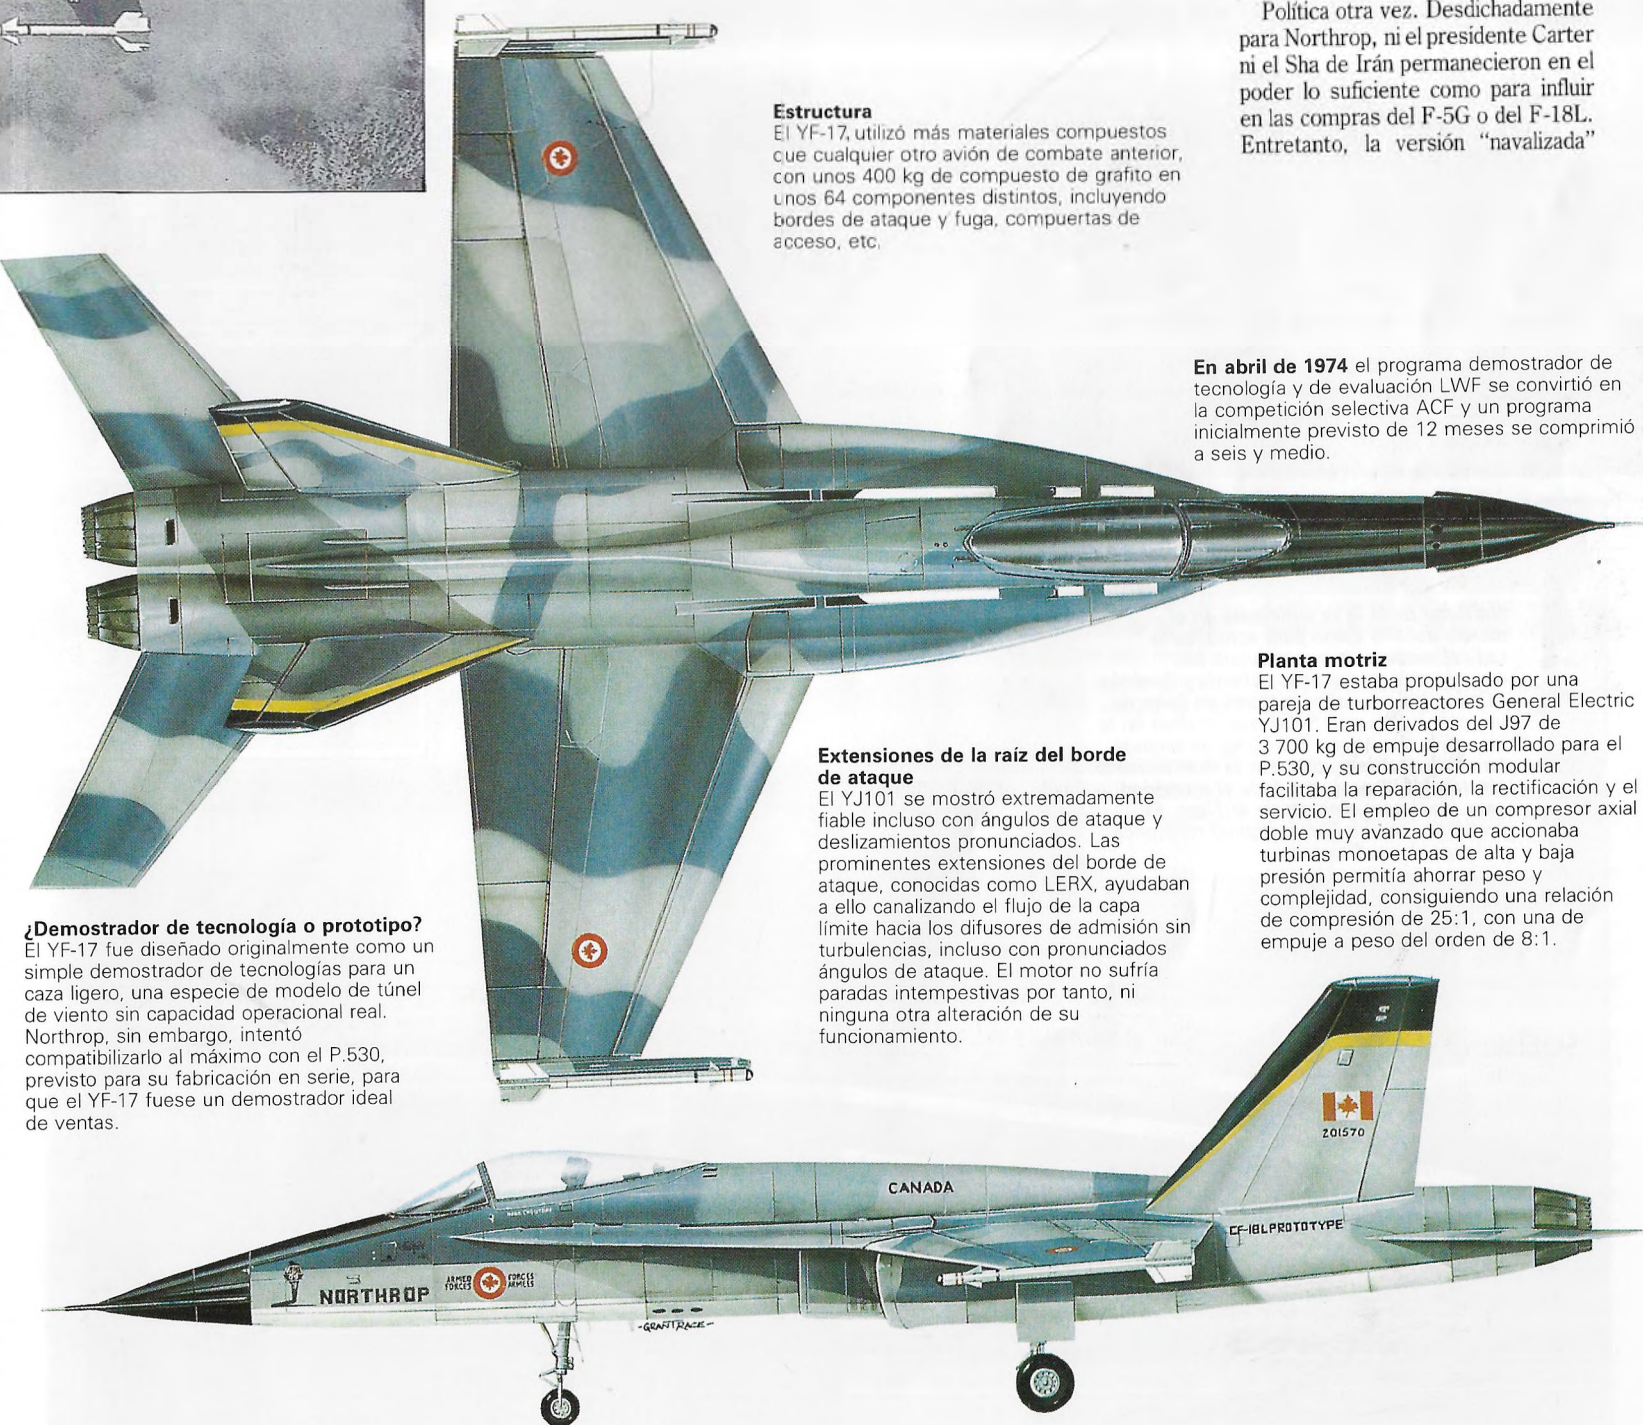 Política otra vez. Desdichadamente
para Northrop, ni el presidente Carter
ni el Sha de Irán permanecieron en el
poder lo suficiente como para influir
en las compras del F-5G o del F-18L.
Entretanto, la versión “navalizada”
Estructura
El YF-17, utilizó más materiales compuestos
que cualquier otro avión de combate anterior,
con unos 400 kg de compuesto de grafito en
unos 64 componentes distintos, incluyendo
bordes de ataque y fuga, compuertas de
acceso, etc.
En abril de 1974 el programa demostrador de
tecnología y de evaluación LWF se convirtió en
la competición selectiva ACF y un programa
inicialmente previsto de 12 meses se comprimió
a seis y medio.
Planta motriz
El YF-17 estaba propulsado por una
pareja de turborreactores General Electric
YJ101. Eran derivados del J97 de
3 700 kg de empuje desarrollado para el
P.530, y su construcción modular
facilitaba la reparación, la rectificación y el
servicio. El empleo de un compresor axial
doble muy avanzado que accionaba
turbinas monoetapas de alta y baja
presión permitía ahorrar peso y
complejidad, consiguiendo una relación
de compresión de 25:1, con una de
empuje a peso del orden de 8:1.
Extensiones de la raíz del borde
de ataque
El YJ101 se mostró extremadamente
fiable incluso con ángulos de ataque y
deslizamientos pronunciados. Las
prominentes extensiones del borde de
ataque, conocidas como LERX, ayudaban
a ello canalizando el flujo de la capa
límite hacia los difusores de admisión sin
turbulencias, incluso con pronunciados
ángulos de ataque. El motor no sufría
paradas intempestivas por tanto, ni
ninguna otra alteración de su
funcionamiento.
¿Demostrador de tecnología o prototipo?
El YF-17 fue diseñado originalmente como un
simple demostrador de tecnologías para un
caza ligero, una especie de modelo de túnel
de viento sin capacidad operacional real.
Northrop, sin embargo, intentó
compatibilizarlo al máximo con el P.530,
previsto para su fabricación en serie, para
que el YF-17 fuese un demostrador ideal
de ventas.
201570
CANADA
CF-18L PROTOTYPE
NORTHROP
ARMED
FORCES
FORCES
ARMEES